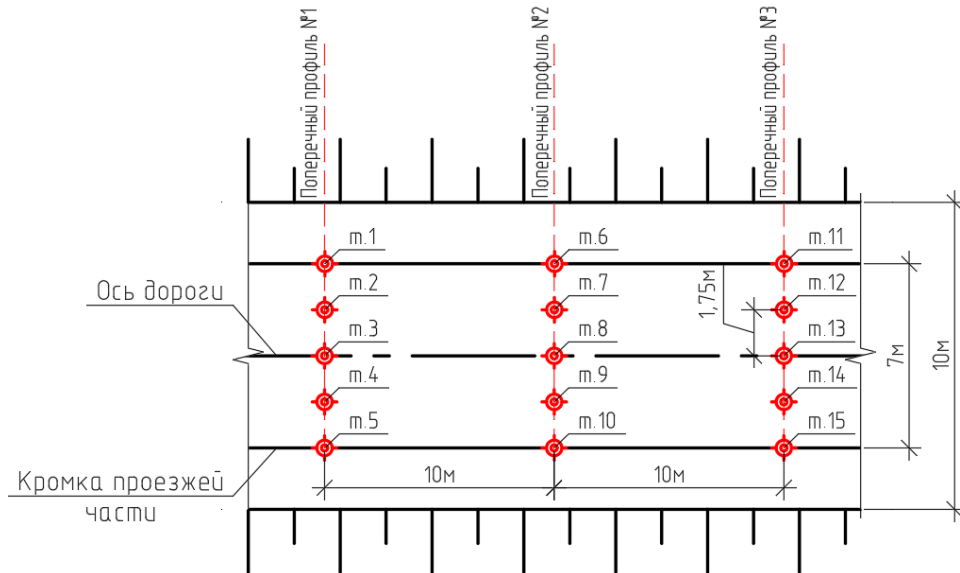 Поперечный профиль №1
Поперечный профиль №2
Поперечный профиль №3
т.1
т.6
т.11
т.2
т.7
т.12
Ось дороги
1,75м
т.3
т.8
т.13
7м
10м
т.4
т.9
т.14
т.5
т.10
т.15
Кромка проезжей
части
10м
10м